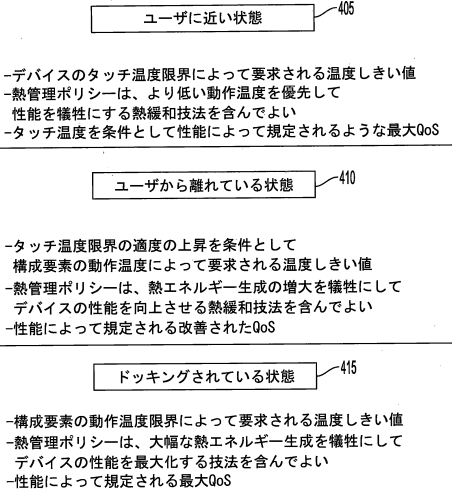 ユーザに近い状態
405
-デバイスのタッチ温度限界によって要求される温度しきい値
-熱管理ポリシーは、より低い動作温度を優先して
性能を犠牲にする熱緩和技法を含んでよい
-タッチ温度を条件として性能によって規定されるような最大QoS
ユーザから離れている状態
410
-タッチ温度限界の適度の上昇を条件として
構成要素の動作温度によって要求される温度しきい値
-熱管理ポリシーは、熱エネルギー生成の増大を犠牲にして
デバイスの性能を向上させる熱緩和技法を含んでよい
-性能によって規定される改善されたQoS
ドッキングされている状態
415
-構成要素の動作温度限界によって要求される温度しきい値
-熱管理ポリシーは、大幅な熱エネルギー生成を犠牲にして
デバイスの性能を最大化する技法を含んでよい
-性能によって規定される最大QoS